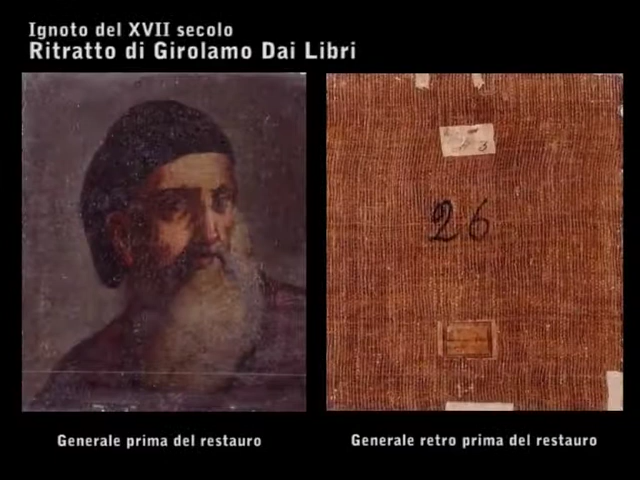 Ignoto del XVII secolo
Ritratto di Girolamo Dai Libri
3
26
Generale prima del restauro
Generale retro prima del restauro